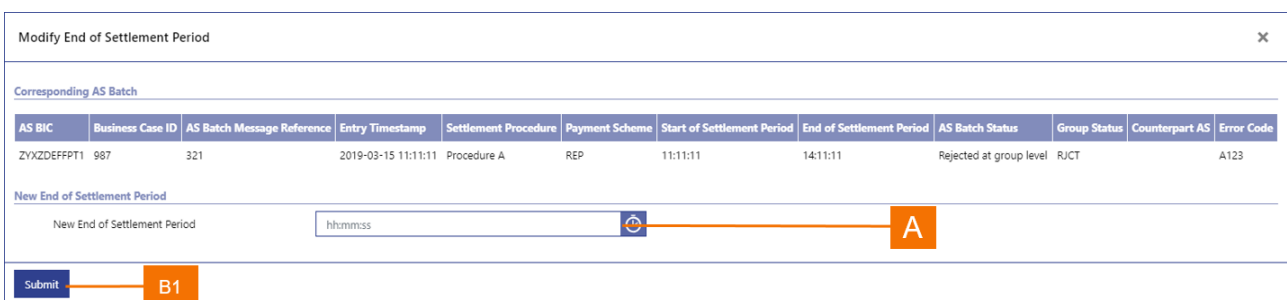 Modify End of Settlement Period ×
Corresponding AS Batch
AS BIC Business Case ID AS Batch Message Reference Entry Timestamp Settlement Procedure Payment Scheme Start of Settlement Period End of Settlement Period AS Batch Status Group Status Counterpart AS Error Code
ZYXZDEFFPT1 987 321 2019-03-15 11:11:11 Procedure A REP 11:11:11 14:11:11 Rejected at group level RJCT A123
New End of Settlement Period
New End of Settlement Period hh:mm:ss A
Submit B1